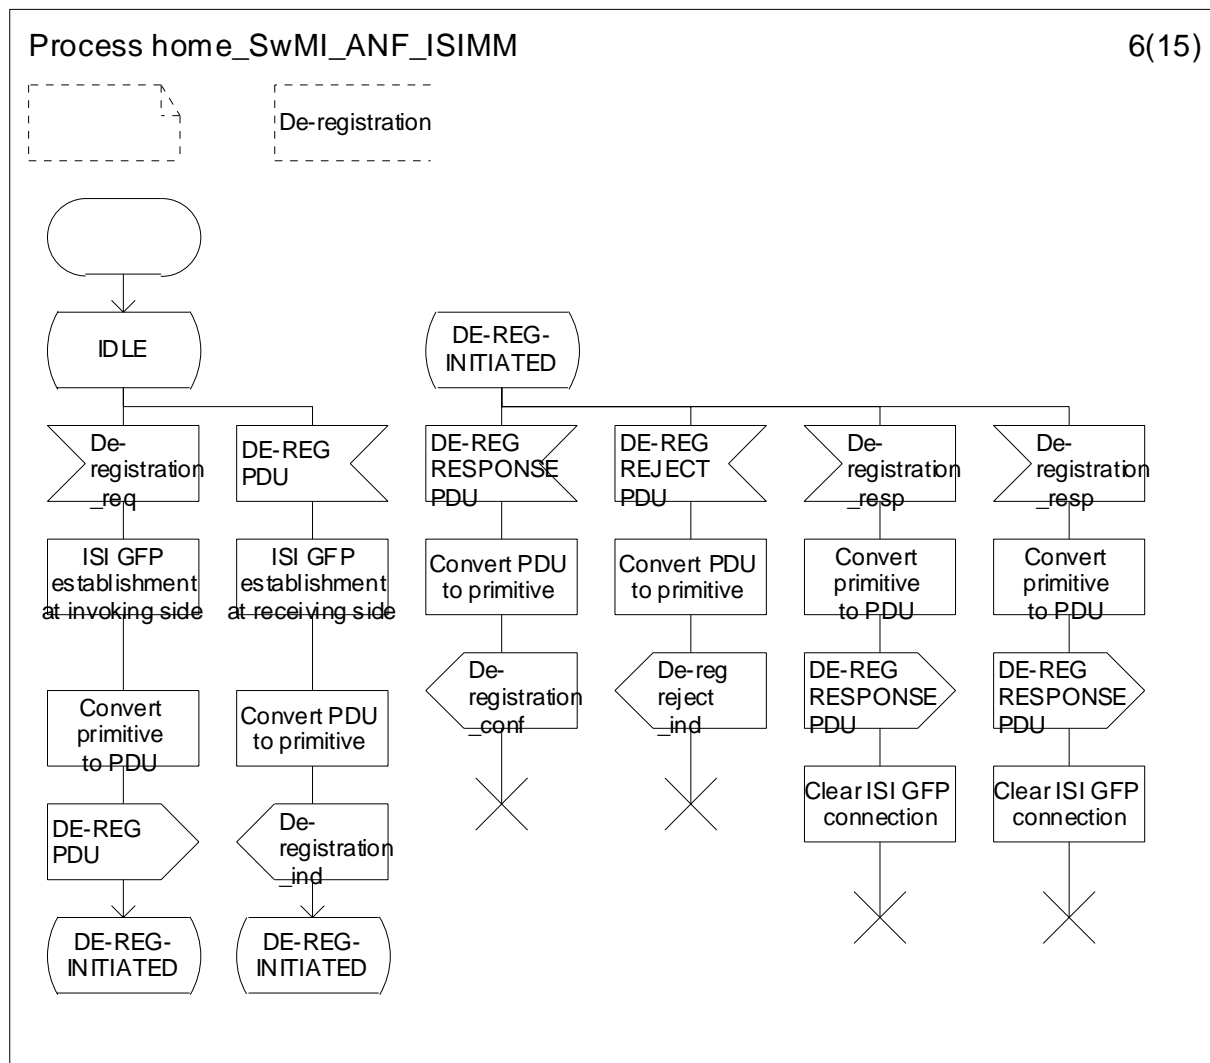 Process home_SwMI_ANF_ISIMM
6(15)
De-registration
IDLE
DE-REG-
INITIATED
De-
registration
_req
DE-REG
PDU
DE-REG
RESPONSE
PDU
DE-REG
REJECT
PDU
De-
registration
_resp
De-
registration
_resp
ISI GFP
establishment
at invoking side
ISI GFP
establishment
at receiving side
Convert PDU
to primitive
Convert PDU
to primitive
Convert
primitive
to PDU
Convert
primitive
to PDU
Convert
primitive
to PDU
Convert PDU
to primitive
De-
registration
_conf
De-reg
reject
_ind
DE-REG
RESPONSE
PDU
DE-REG
RESPONSE
PDU
DE-REG
PDU
De-
registration
_ind
Clear ISI GFP
connection
Clear ISI GFP
connection
DE-REG-
INITIATED
DE-REG-
INITIATED